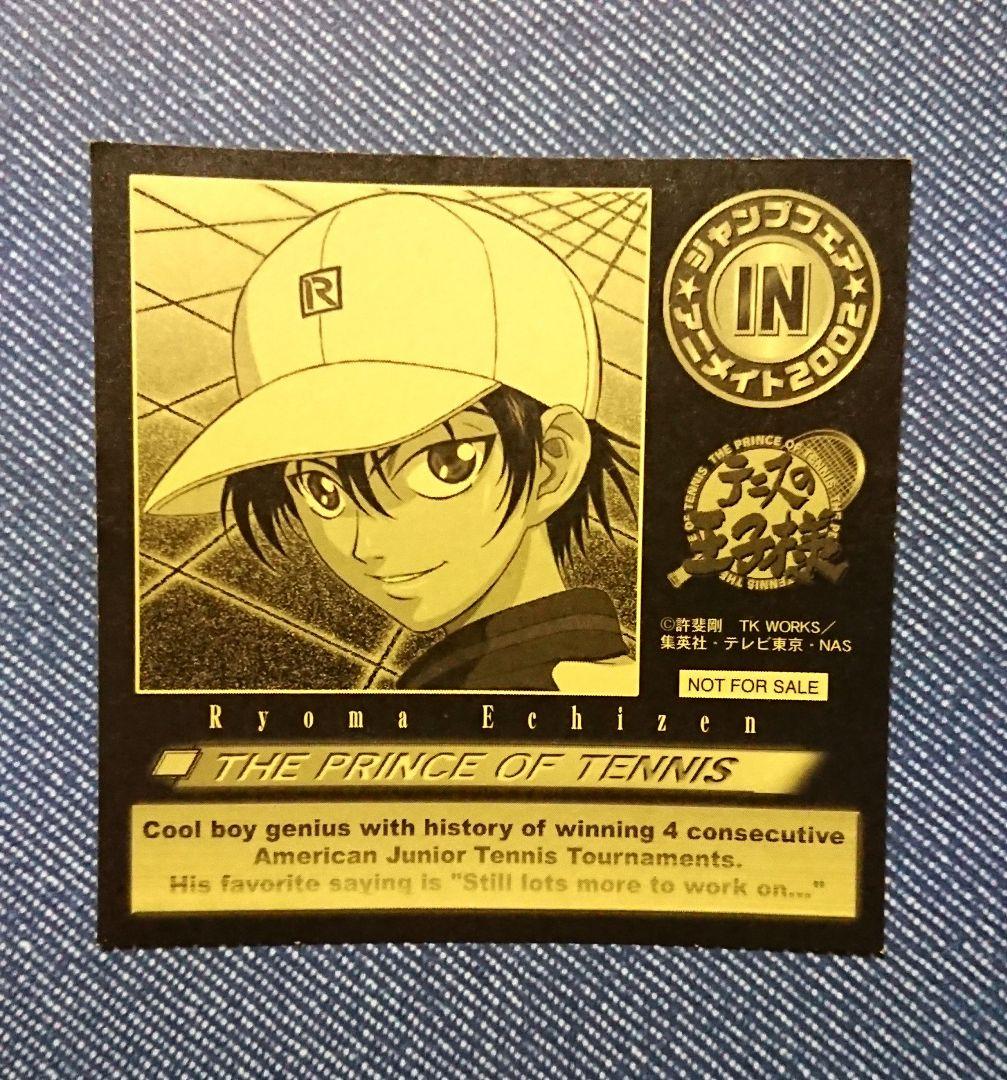 R
ジャンプフェア
IN
★アニメイト2002★
THE PRINCE OF TENNIS
テニスの
王子様
©許斐剛 TK WORKS/
集英社・テレビ東京・NAS
NOT FOR SALE
Ryoma Echizen
THE PRINCE OF TENNIS
Cool boy genius with history of winning 4 consecutive
American Junior Tennis Tournaments.
His favorite saying is "Still lots more to work on..."